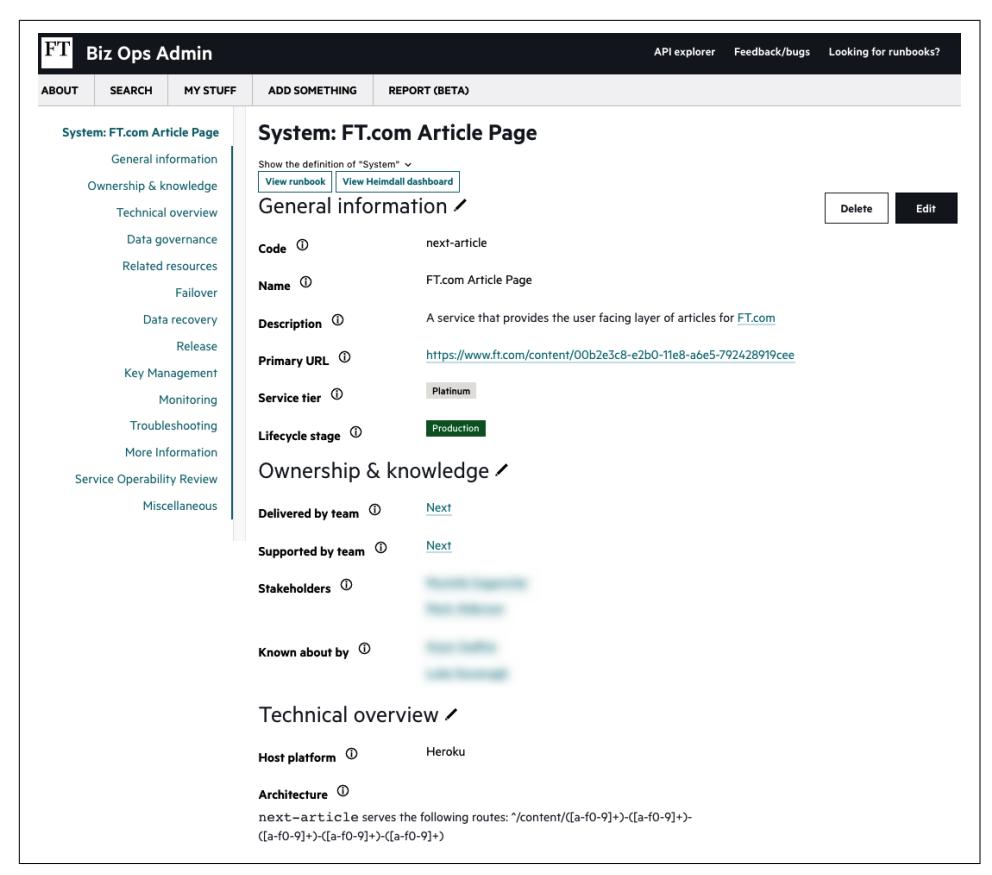 FT Biz Ops Admin API explorer Feedback/bugs Looking for runbooks?
ABOUT SEARCH MY STUFF ADD SOMETHING REPORT (BETA)
System: FT.com Article Page
General information
Ownership & knowledge
Technical overview
Data governance
Related resources
Failover
Data recovery
Release
Key Management
Monitoring
Troubleshooting
More Information
Service Operability Review
Miscellaneous
System: FT.com Article Page
Show the definition of "System"
View runbook View Heimdall dashboard
General information
Delete Edit
Code next-article
Name FT.com Article Page
Description A service that provides the user facing layer of articles for FT.com
Primary URL https://www.ft.com/content/00b2e3c8-e2b0-11e8-a6e5-792428919cee
Service tier Platinum
Lifecycle stage Production
Ownership & knowledge
Delivered by team Next
Supported by team Next
Stakeholders
Known about by
Technical overview
Host platform Heroku
Architecture
next-article serves the following routes: ^/content/([a-f0-9]+)-([a-f0-9]+)-
([a-f0-9]+)-([a-f0-9]+)-([a-f0-9]+)